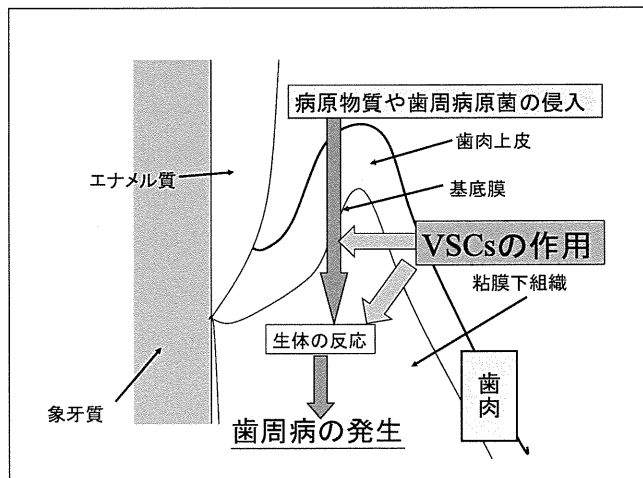 病原物質や歯周病原菌の侵入
歯肉上皮
エナメル質
基底膜
VSCsの作用
粘膜下組織
生体の反応
歯肉
象牙質
歯周病の発生